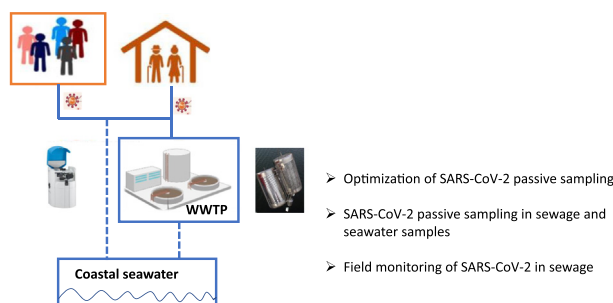 WWTP
Coastal seawater
➢ Optimization of SARS-CoV-2 passive sampling
➢ SARS-CoV-2 passive sampling in sewage and
seawater samples
➢ Field monitoring of SARS-CoV-2 in sewage